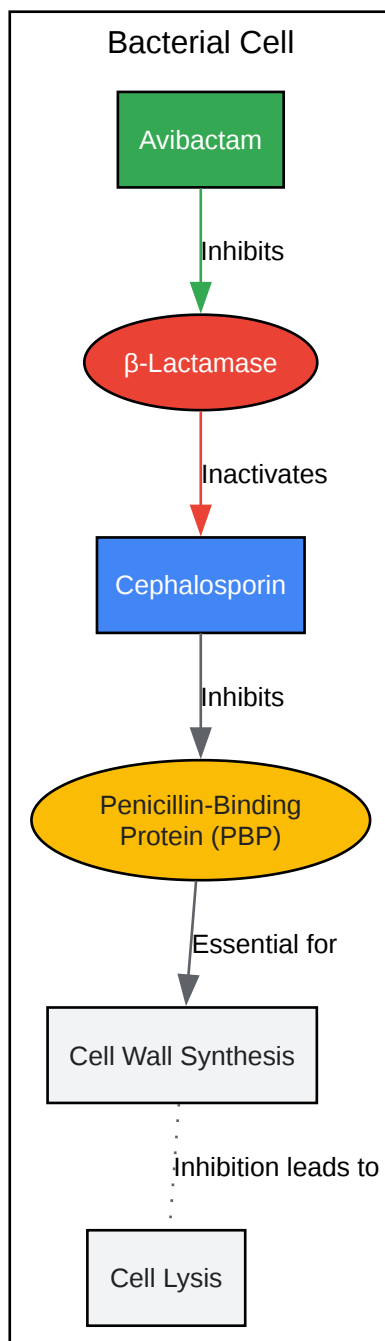 Bacterial Cell
Avibactam
Inhibits
β-Lactamase
Inactivates
Cephalosporin
Inhibits
Penicillin-Binding
Protein (PBP)
Essential for
Cell Wall Synthesis
Inhibition leads to
Cell Lysis